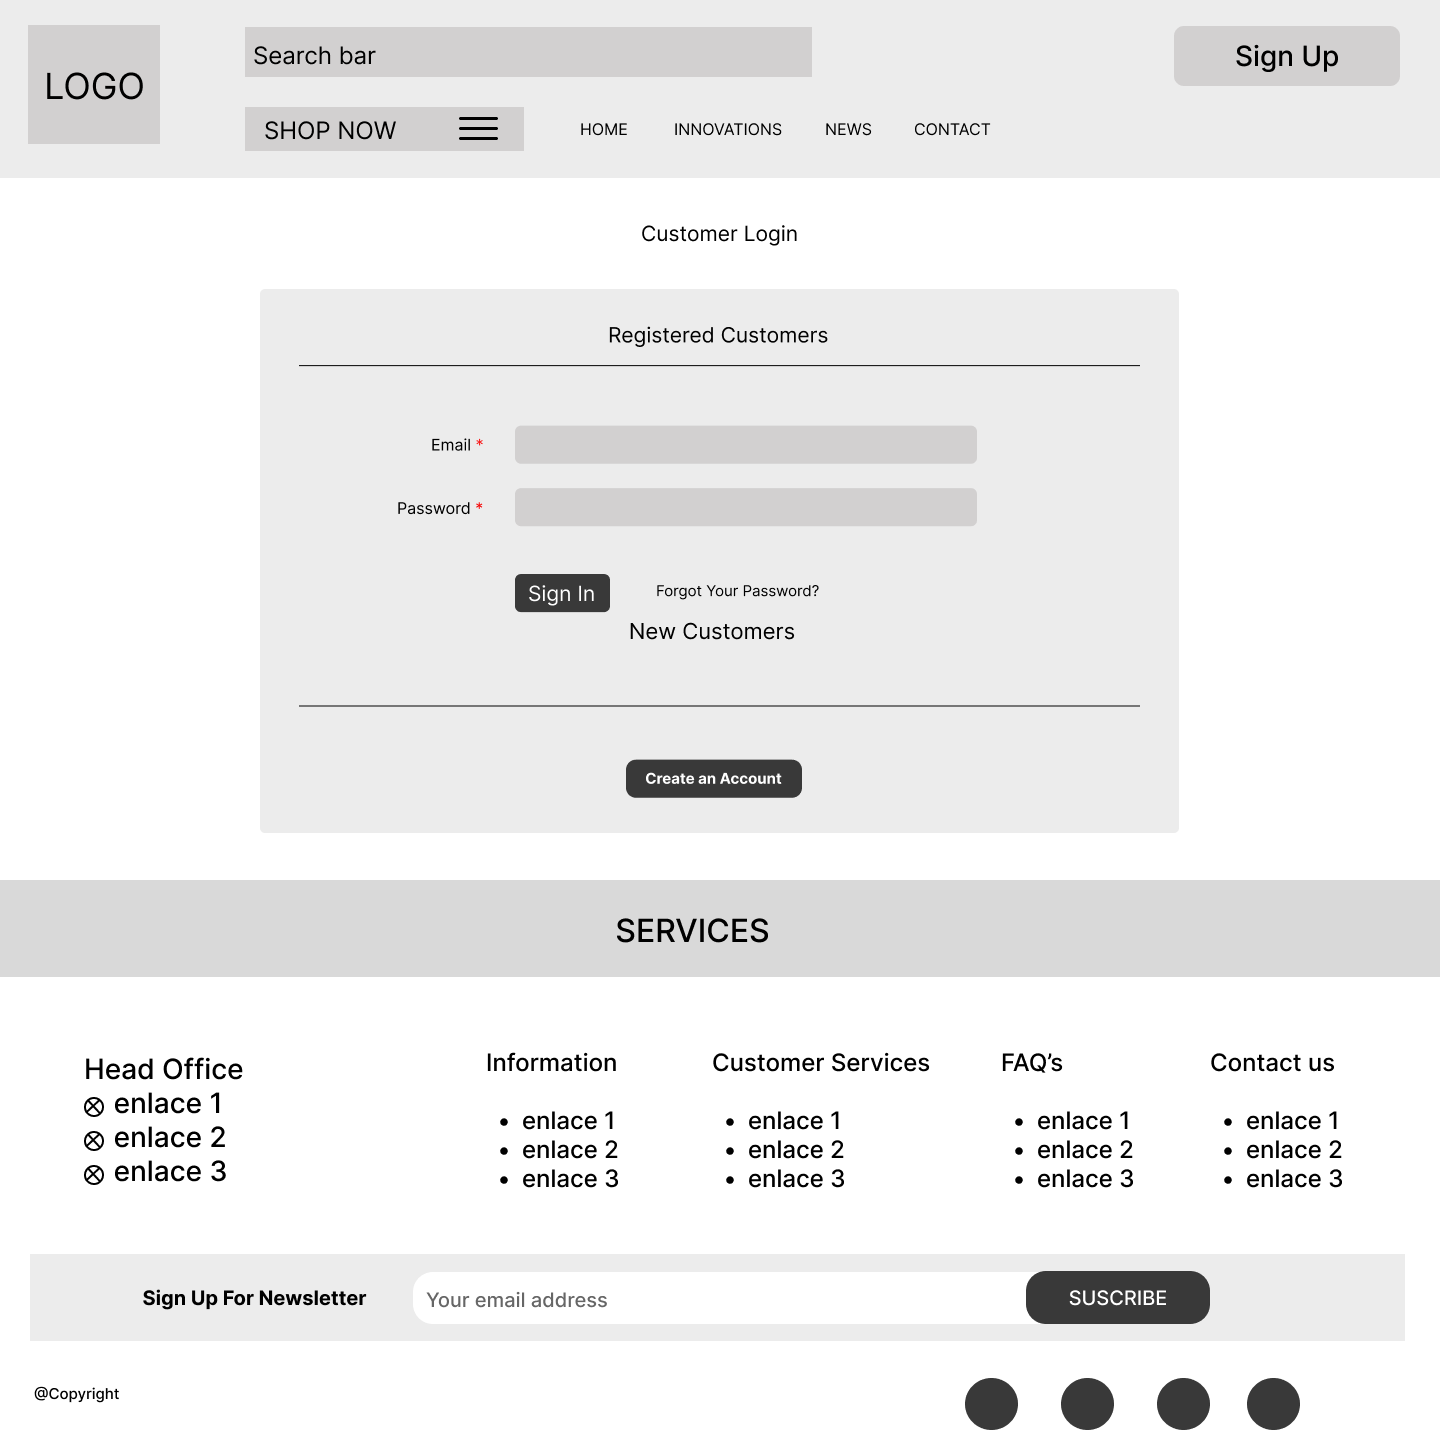 LOGO
Search bar
Sign Up
SHOP NOW
HOME
INNOVATIONS
NEWS
CONTACT
Customer Login
Registered Customers
Email *
Password *
Sign In
Forgot Your Password?
New Customers
Create an Account
SERVICES
Head Office
enlace 1
enlace 2
enlace 3
Information
• enlace 1
• enlace 2
• enlace 3
Customer Services
• enlace 1
• enlace 2
• enlace 3
FAQ’s
• enlace 1
• enlace 2
• enlace 3
Contact us
• enlace 1
• enlace 2
• enlace 3
Sign Up For Newsletter
Your email address
SUSCRIBE
@Copyright